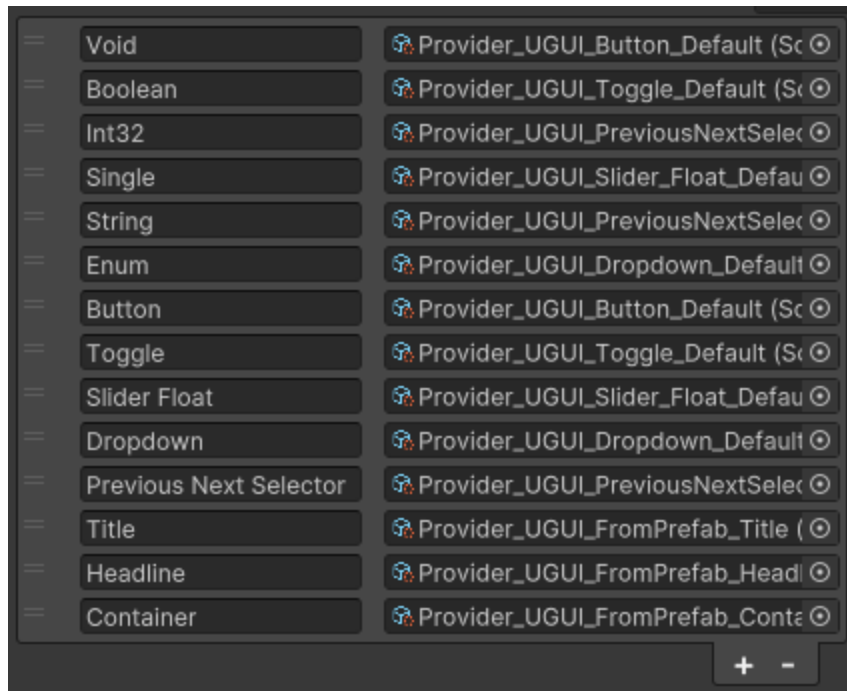 Void Provider_UGUI_Button_Default (Sc
Boolean Provider_UGUI_Toggle_Default (Sc
Int32 Provider_UGUI_PreviousNextSelec
Single Provider_UGUI_Slider_Float_Defau
String Provider_UGUI_PreviousNextSelec
Enum Provider_UGUI_Dropdown_Default
Button Provider_UGUI_Button_Default (Sc
Toggle Provider_UGUI_Toggle_Default (Sc
Slider Float Provider_UGUI_Slider_Float_Defau
Dropdown Provider_UGUI_Dropdown_Default
Previous Next Selector Provider_UGUI_PreviousNextSelec
Title Provider_UGUI_FromPrefab_Title (
Headline Provider_UGUI_FromPrefab_Headl
Container Provider_UGUI_FromPrefab_Conta
+ -